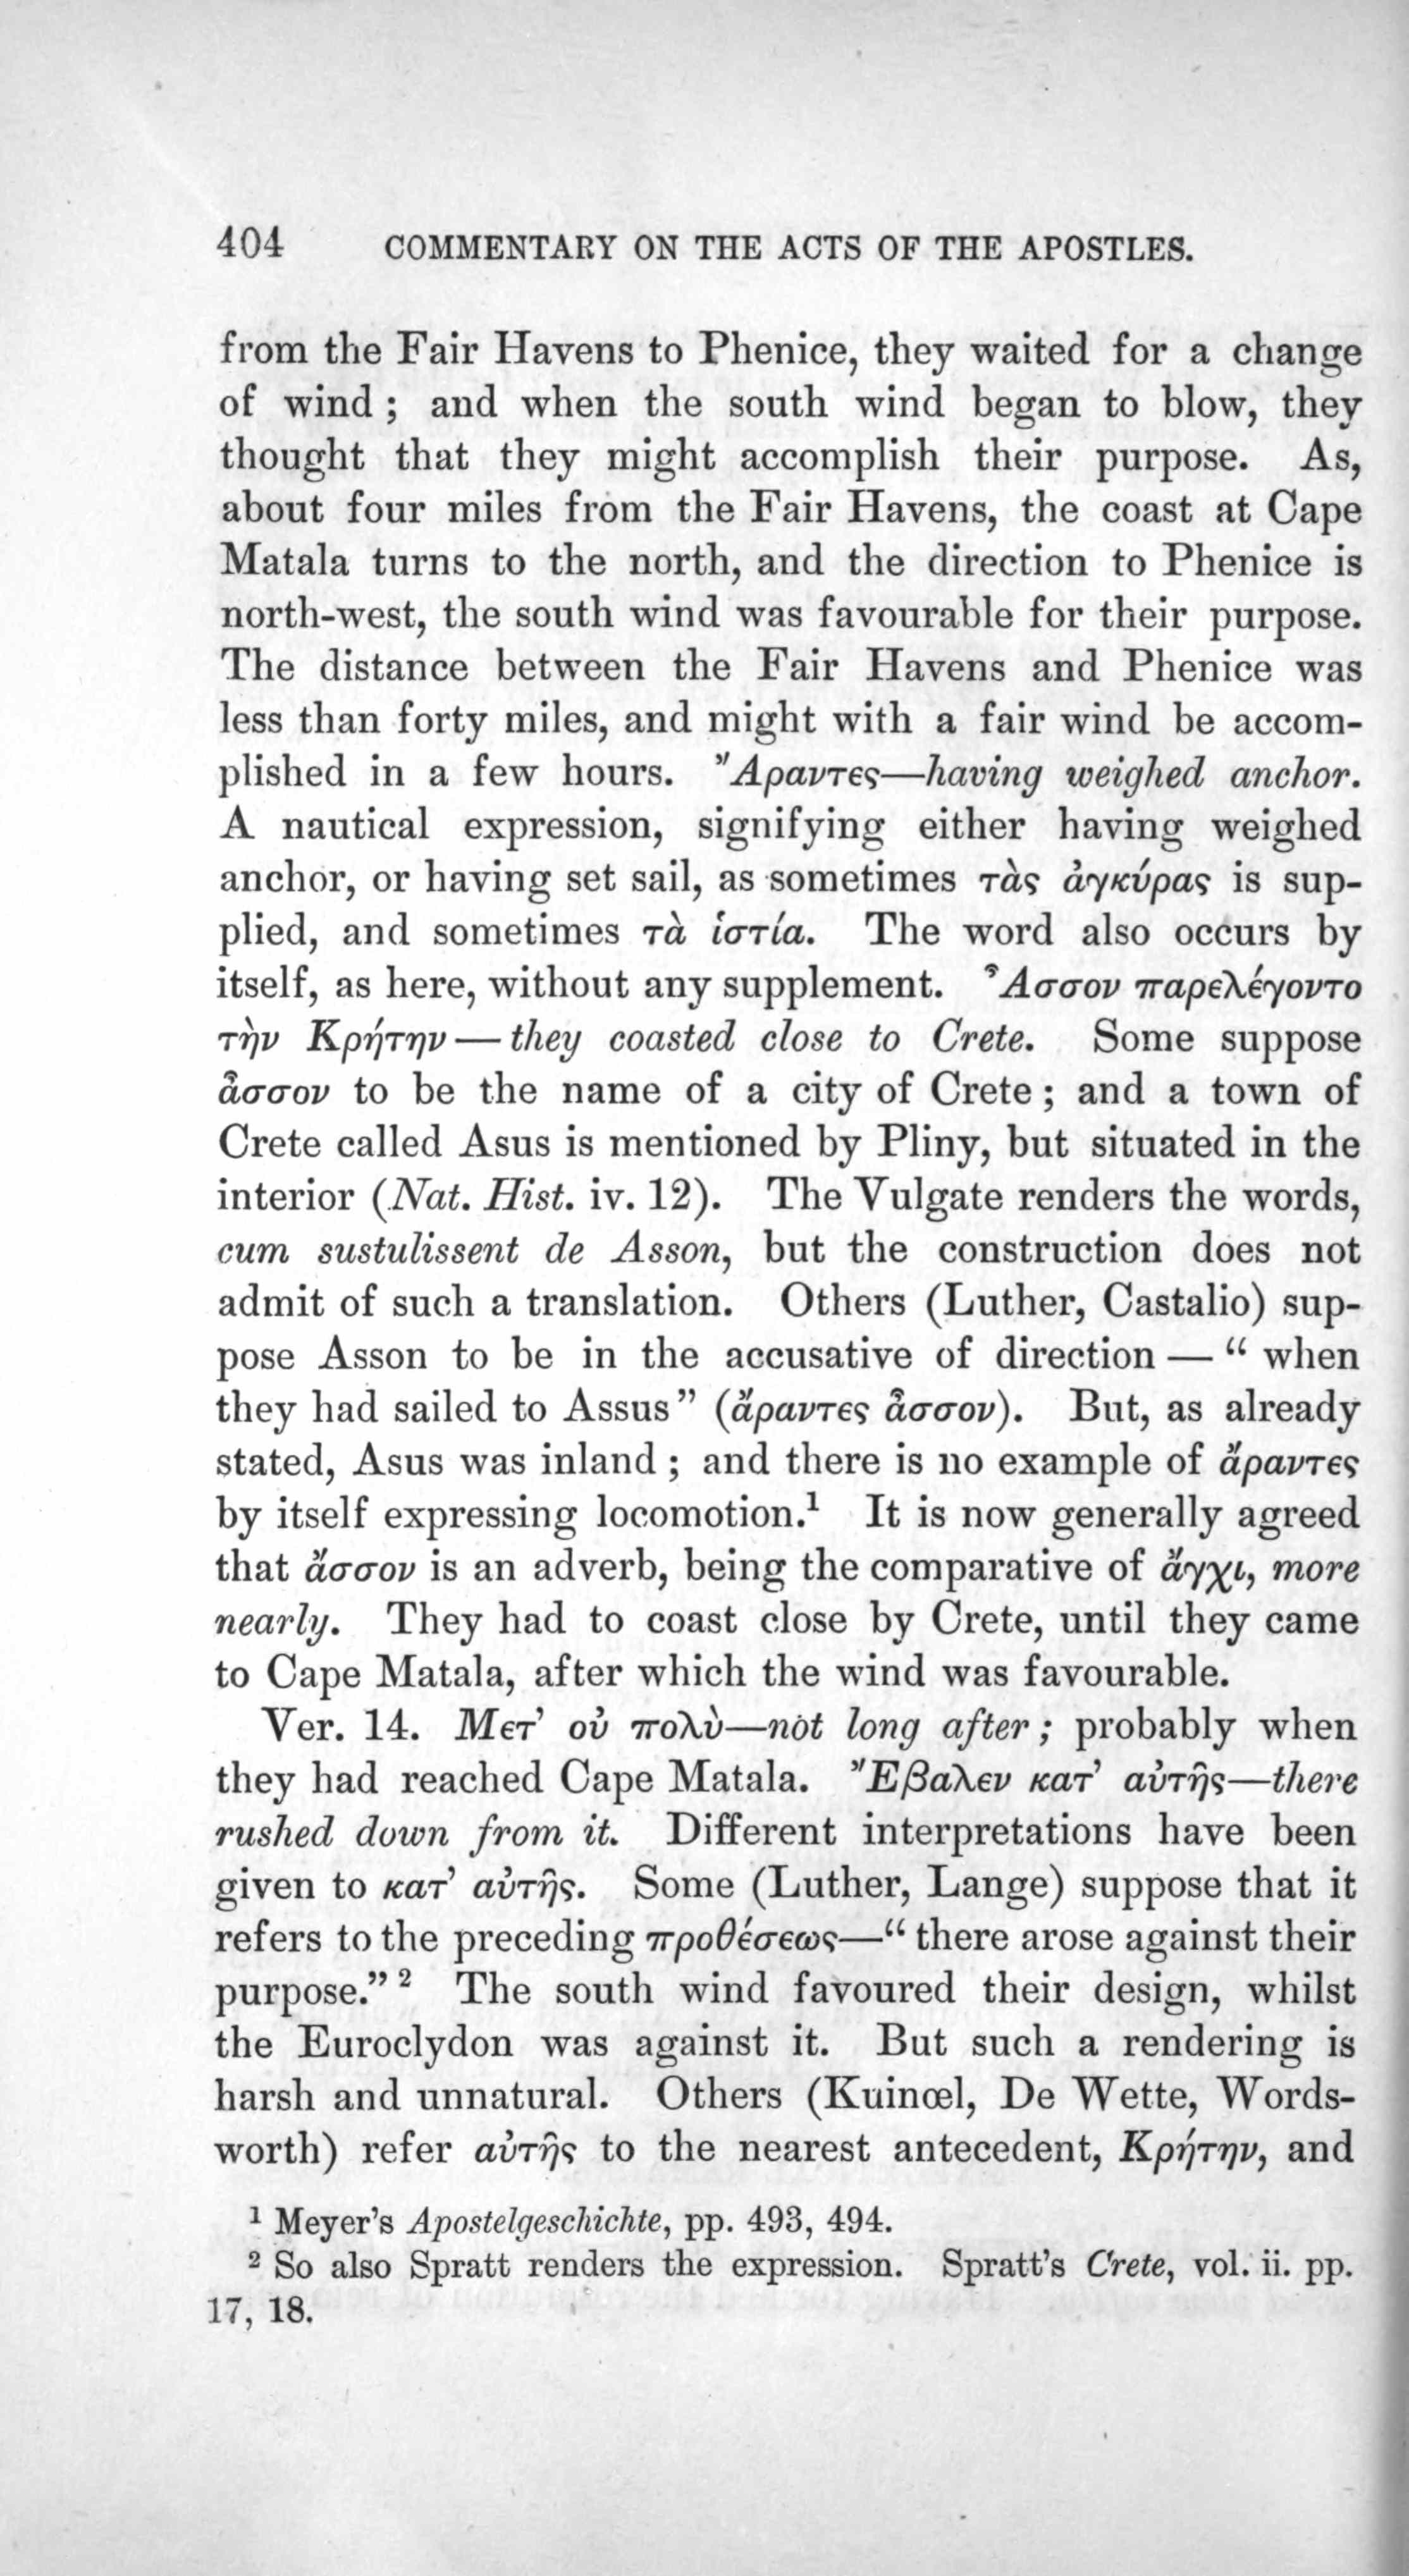 404 COMMENTARY ON THE ACTS OF THE APOSTLES.
from the Fair Havens to Phenice, they waited for a change
of wind ; and when the south wind began to blow, they
thought that they might accomplish their purpose. As,
about four miles from the Fair Havens, the coast at Cape
Matala turns to the north, and the direction to Phenice is
north-west, the south wind was favourable for their purpose.
The distance between the Fair Havens and Phenice was
less than forty miles, and might with a fair wind be accom-
plished in a few hours. Ἄραντες—having weighed anchor.
A nautical expression, signifying either having weighed
anchor, or having set sail, as sometimes τὰς ἀγκύρας is sup-
plied, and sometimes τὰ ἱστία. The word also occurs by
itself, as here, without any supplement. Ἆσσον παρελέγοντο
τὴν Κρήτην — they coasted close to Crete. Some suppose
ἆσσον to be the name of a city of Crete ; and a town of
Crete called Asus is mentioned by Pliny, but situated in the
interior (Nat. Hist. iv. 12). The Vulgate renders the words,
cum sustulissent de Asson, but the construction does not
admit of such a translation. Others (Luther, Castalio) sup-
pose Asson to be in the accusative of direction — “ when
they had sailed to Assus” (ἄραντες ἆσσον). But, as already
stated, Asus was inland ; and there is no example of ἄραντες
by itself expressing locomotion.¹ It is now generally agreed
that ἄσσον is an adverb, being the comparative of ἄγχι, more
nearly. They had to coast close by Crete, until they came
to Cape Matala, after which the wind was favourable.
Ver. 14. Μετ’ οὐ πολὺ—not long after ; probably when
they had reached Cape Matala. Ἔβαλεν κατ’ αὐτῆς—there
rushed down from it. Different interpretations have been
given to κατ’ αὐτῆς. Some (Luther, Lange) suppose that it
refers to the preceding προθέσεως—“ there arose against their
purpose.” ² The south wind favoured their design, whilst
the Euroclydon was against it. But such a rendering is
harsh and unnatural. Others (Kuinœl, De Wette, Words-
worth) refer αὐτῆς to the nearest antecedent, Κρήτην, and
¹ Meyer’s Apostelgeschichte, pp. 493, 494.
² So also Spratt renders the expression. Spratt’s Crete, vol. ii. pp.
17, 18.